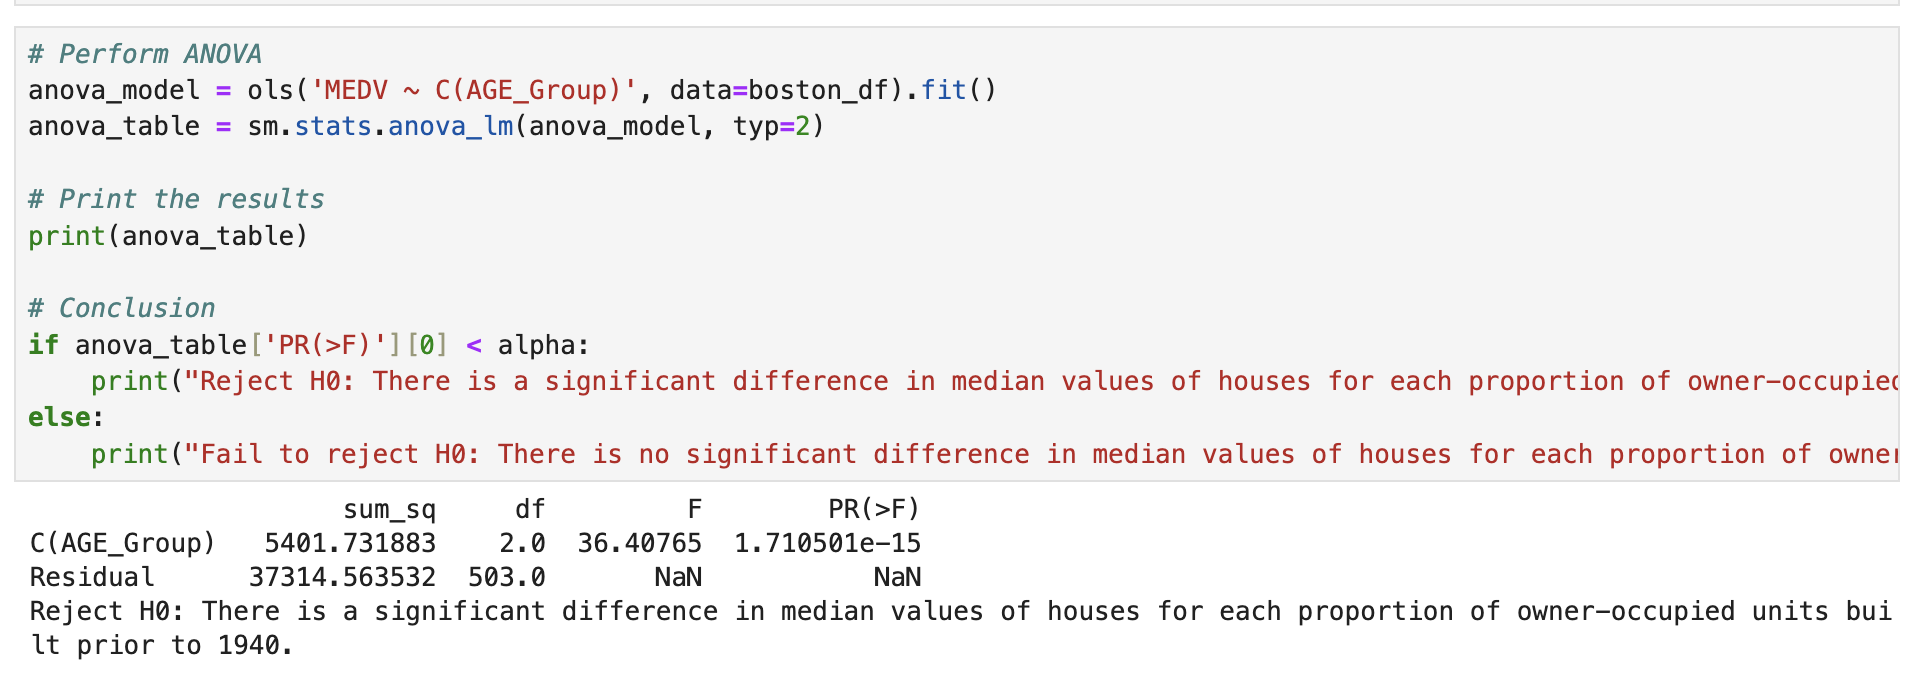 # Perform ANOVA
anova_model = ols('MEDV ~ C(AGE_Group)', data=boston_df).fit()
anova_table = sm.stats.anova_lm(anova_model, typ=2)
# Print the results
print(anova_table)
# Conclusion
if anova_table['PR(>F)'][0] < alpha:
    print("Reject H0: There is a significant difference in median values of houses for each proportion of owner-occupied
else:
    print("Fail to reject H0: There is no significant difference in median values of houses for each proportion of owner
                    sum_sq     df         F        PR(>F)
C(AGE_Group)   5401.731883    2.0  36.40765  1.710501e-15
Residual      37314.563532  503.0       NaN           NaN
Reject H0: There is a significant difference in median values of houses for each proportion of owner-occupied units bui
lt prior to 1940.